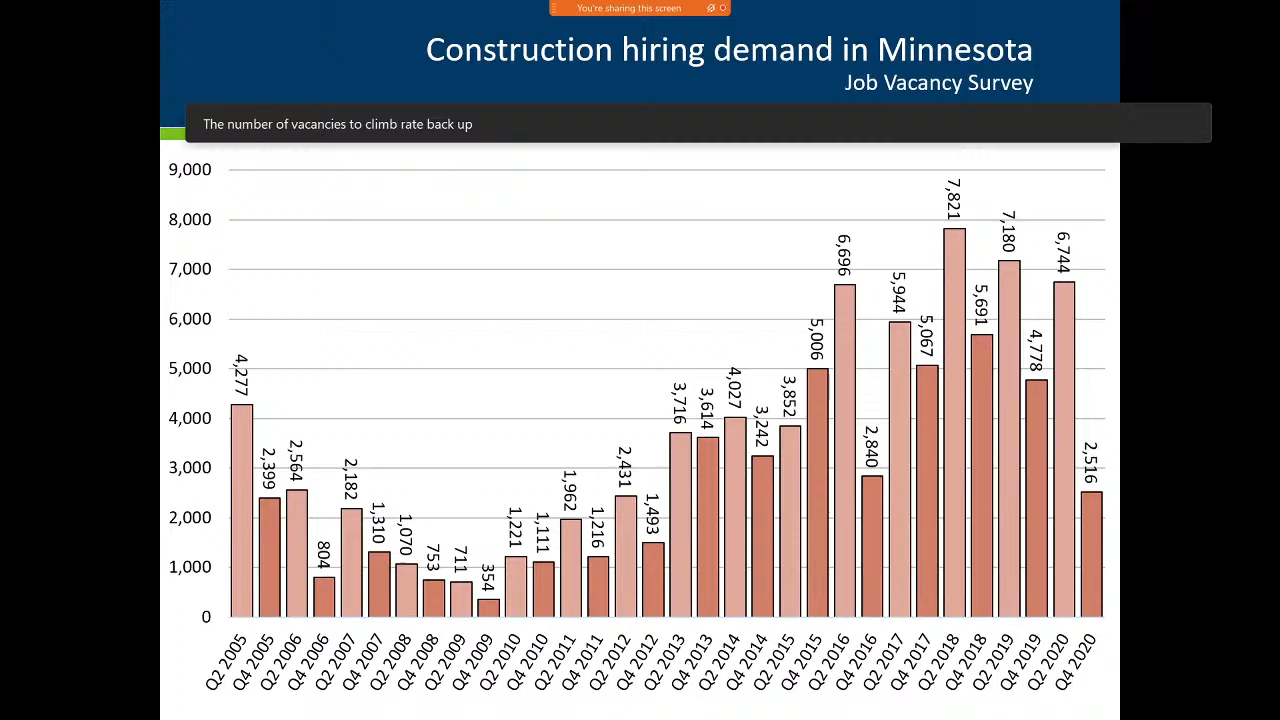 You're sharing this screen
Construction hiring demand in Minnesota
Job Vacancy Survey
The number of vacancies to climb rate back up
9,000
8,000
7,000
6,000
5,000
4,000
3,000
2,000
1,000
0
4,277
2,399
2,564
804
2,182
1,310
1,070
753
711
354
1,221
1,111
1,962
1,216
2,431
1,493
3,716
3,614
4,027
3,242
3,852
5,006
6,696
2,840
5,944
5,067
7,821
5,691
7,180
4,778
6,744
2,516
Q2 2005
Q4 2005
Q2 2006
Q4 2006
Q2 2007
Q4 2007
Q2 2008
Q4 2008
Q2 2009
Q4 2009
Q2 2010
Q4 2010
Q2 2011
Q4 2011
Q2 2012
Q4 2012
Q2 2013
Q4 2013
Q2 2014
Q4 2014
Q2 2015
Q4 2015
Q2 2016
Q4 2016
Q2 2017
Q4 2017
Q2 2018
Q4 2018
Q2 2019
Q4 2019
Q2 2020
Q4 2020